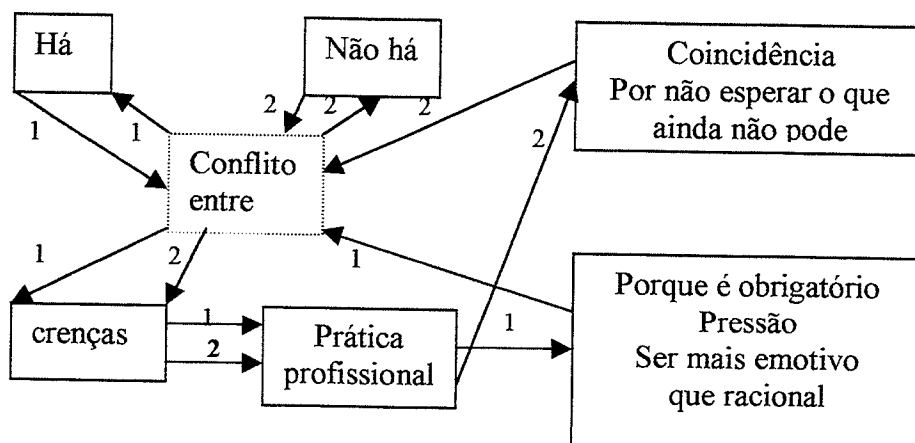 Há
Não há
Coincidência
Por não esperar o que
ainda não pode
2
2
2
1
1
2
Conflito
entre
1
2
1
Porque é obrigatório
Pressão
Ser mais emotivo
que racional
crenças
1
2
Prática
profissional
1